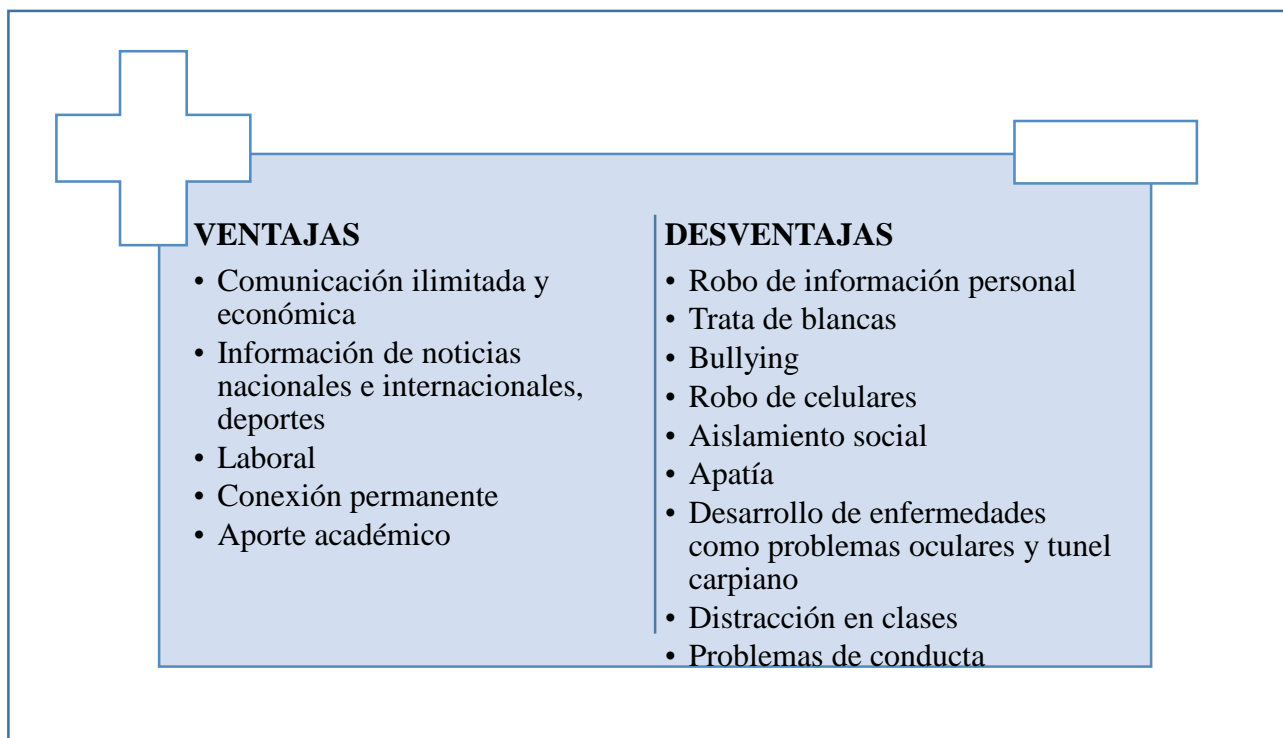 VENTAJAS
• Comunicación ilimitada y
económica
• Información de noticias
nacionales e internacionales,
deportes
• Laboral
• Conexión permanente
• Aporte académico
DESVENTAJAS
• Robo de información personal
• Trata de blancas
• Bullying
• Robo de celulares
• Aislamiento social
• Apatía
• Desarrollo de enfermedades
como problemas oculares y tunel
carpiano
• Distracción en clases
• Problemas de conducta